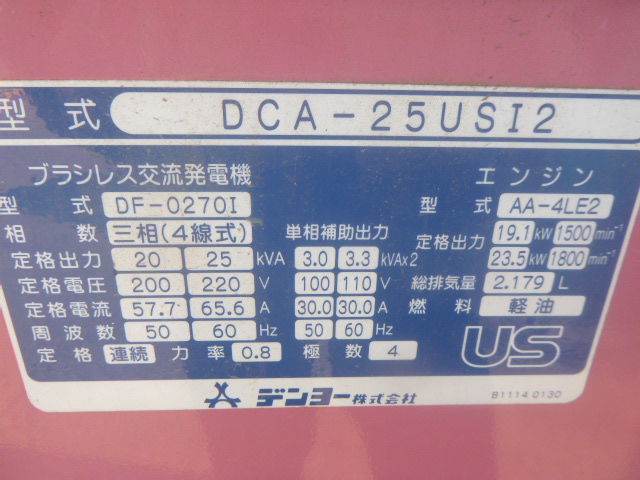 型式 DCA-25USI2
ブラシレス交流発電機
型式 DF-0270I
相数 三相(4線式)
定格出力 20 25 kVA
定格電圧 200 220 V
定格電流 57.7 65.6 A
周波数 50 60 Hz
定格 連続 力率 0.8 極数 4
単相補助出力
3.0 3.3 kVA×2
100 110 V
30.0 30.0 A
50 60 Hz
エンジン
型式 AA-4LE2
定格出力 19.1 kW 1500 min⁻¹
23.5 kW 1800 min⁻¹
総排気量 2.179 L
燃料 軽油
US
デンヨー株式会社
B1114 0130